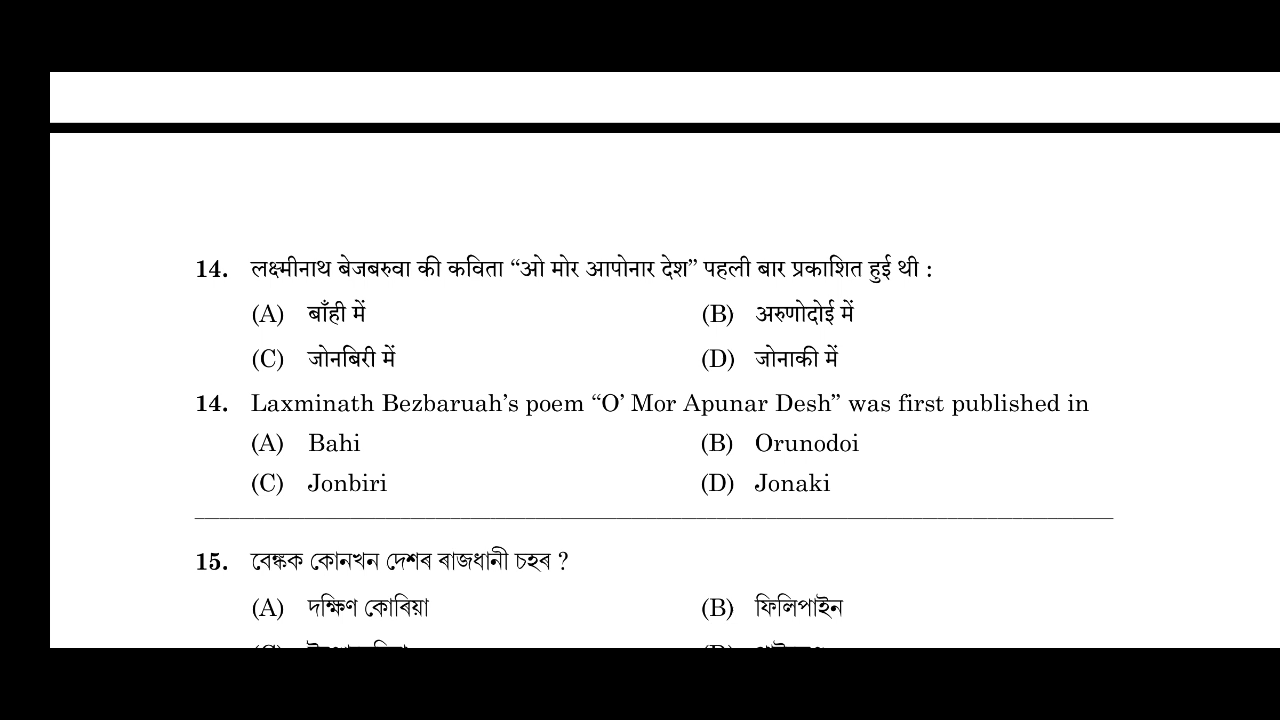 14. लक्ष्मीनाथ बेजबरुवा की कविता “ओ मोर आपोनार देश” पहली बार प्रकाशित हुई थी :
(A) बाँही में (B) अरुणोदोई में
(C) जोनबिरी में (D) जोनाकी में
14. Laxminath Bezbaruah’s poem “O’ Mor Apunar Desh” was first published in
(A) Bahi (B) Orunodoi
(C) Jonbiri (D) Jonaki
15. বেঙ্কক কোনখন দেশৰ ৰাজধানী চহৰ ?
(A) দক্ষিণ কোৰিয়া (B) ফিলিপাইন